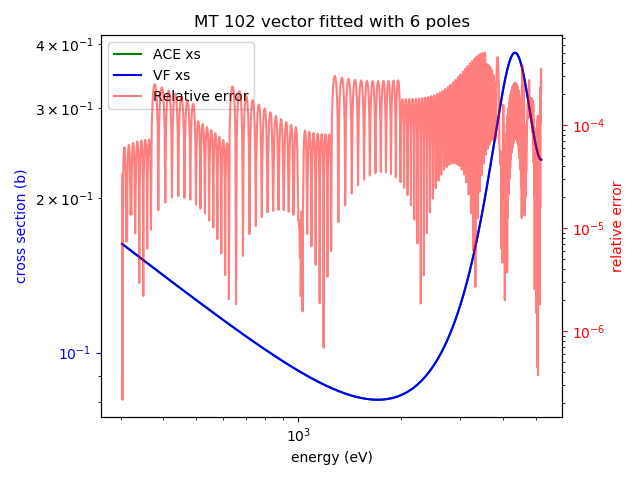 MT 102 vector fitted with 6 poles
ACE xs
VF xs
Relative error
4 × 10⁻¹
3 × 10⁻¹
2 × 10⁻¹
10⁻¹
cross section (b)
10⁻⁴
10⁻⁵
10⁻⁶
relative error
10³
energy (eV)